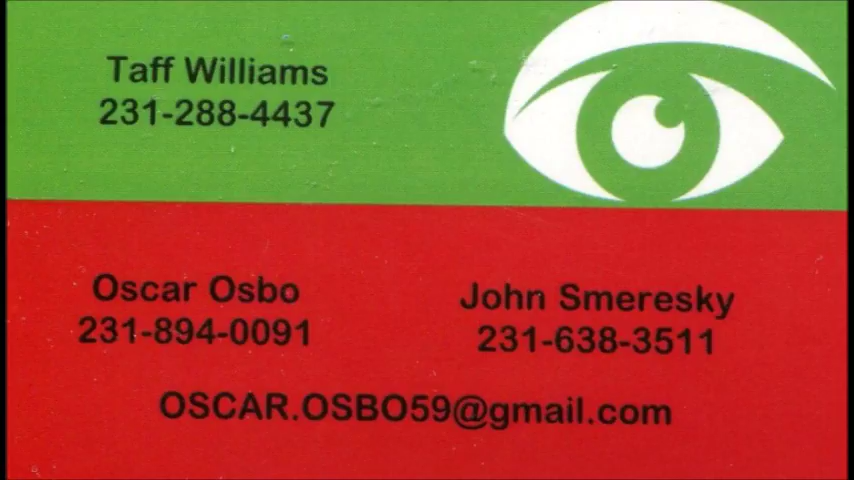 Taff Williams
231-288-4437
Oscar Osbo
231-894-0091
John Smeresky
231-638-3511
OSCAR.OSBO59@gmail.com